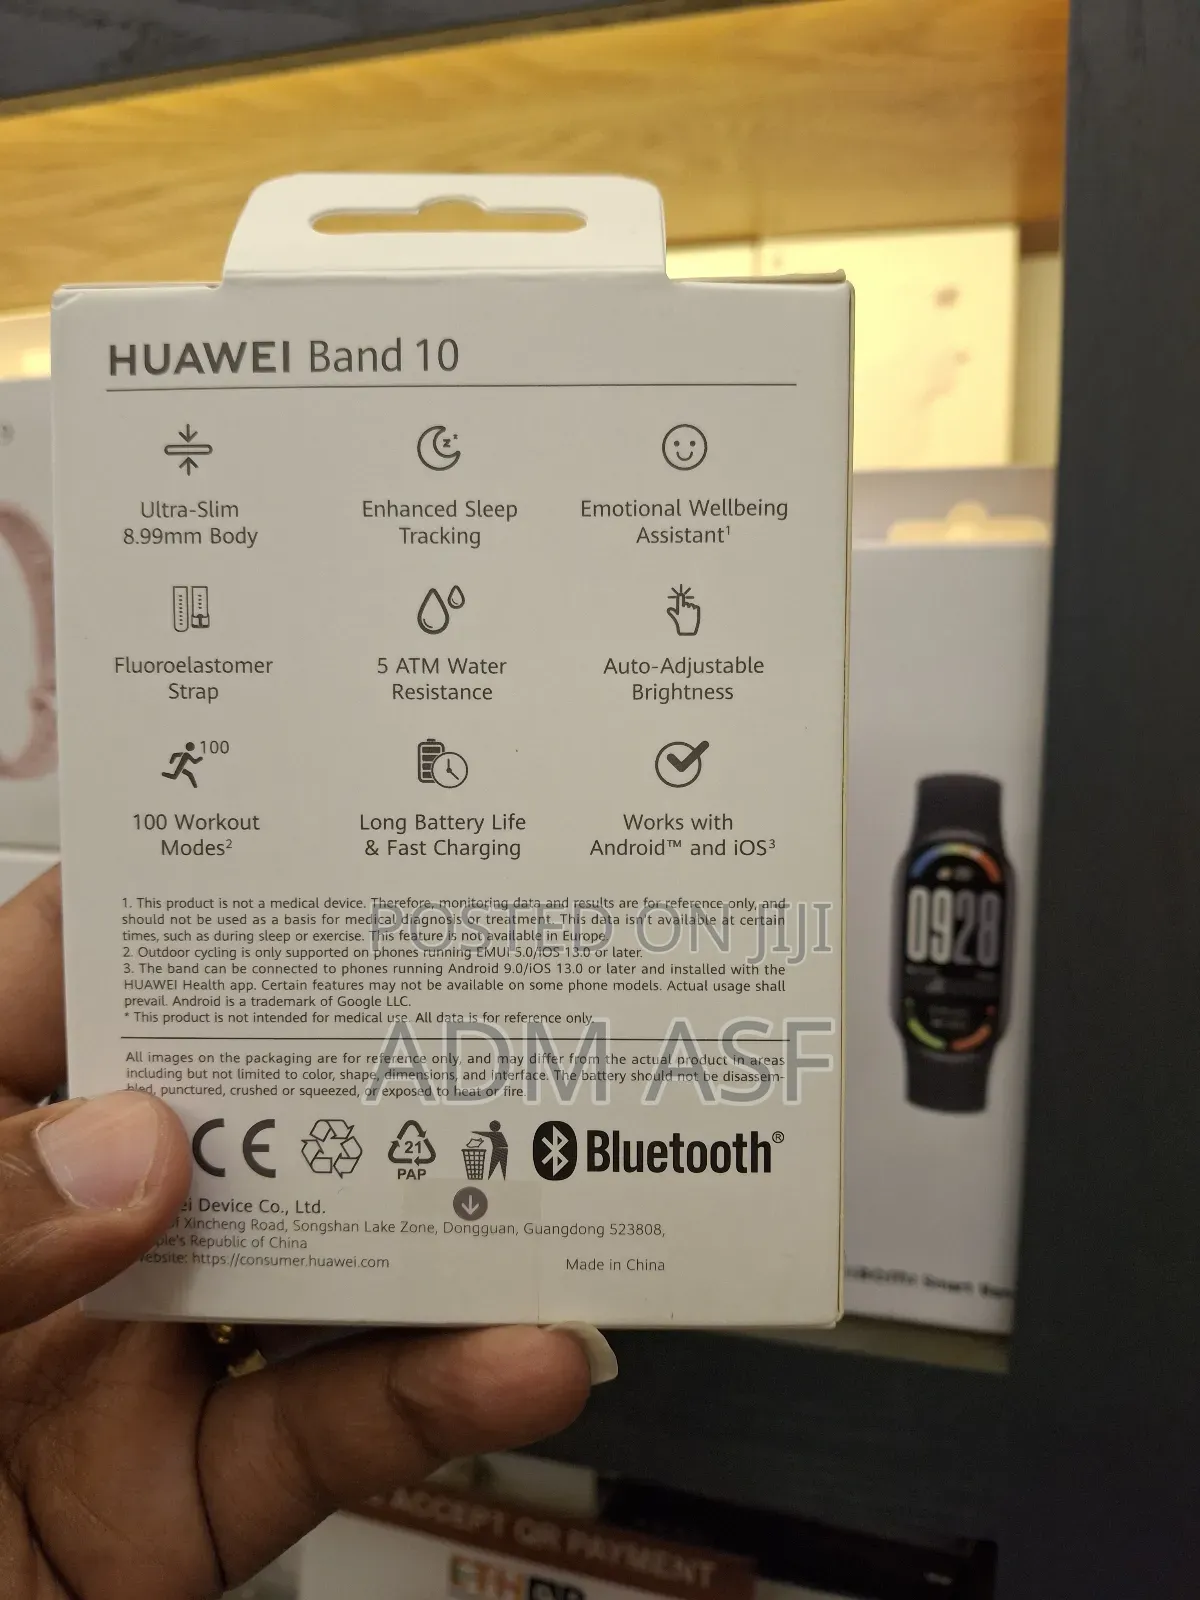 HUAWEI Band 10
Ultra-Slim
8.99mm Body
Enhanced Sleep
Tracking
Emotional Wellbeing
Assistant¹
Fluoroelastomer
Strap
5 ATM Water
Resistance
Auto-Adjustable
Brightness
100
100 Workout
Modes²
Long Battery Life
& Fast Charging
Works with
Android™ and iOS³
1. This product is not a medical device. Therefore, monitoring data and results are for reference only, and
should not be used as a basis for medical diagnosis or treatment. This data isn't available at certain
times, such as during sleep or exercise. This feature is not available in Europe.
2. Outdoor cycling is only supported on phones running EMUI 5.0/iOS 13.0 or later.
3. The band can be connected to phones running Android 9.0/iOS 13.0 or later and installed with the
HUAWEI Health app. Certain features may not be available on some phone models. Actual usage shall
prevail. Android is a trademark of Google LLC.
* This product is not intended for medical use. All data is for reference only.
POSTED ON JIJI
ADM ASF
All images on the packaging are for reference only, and may differ from the actual product in areas
including but not limited to color, shape, dimensions, and interface. The battery should not be disassem-
bled, punctured, crushed or squeezed, or exposed to heat or fire.
CE
21
PAP
Bluetooth®
Device Co., Ltd.
Xincheng Road, Songshan Lake Zone, Dongguan, Guangdong 523808,
Republic of China
https://consumer.huawei.com
Made in China
0928
ACCEPT OR PAYMENT